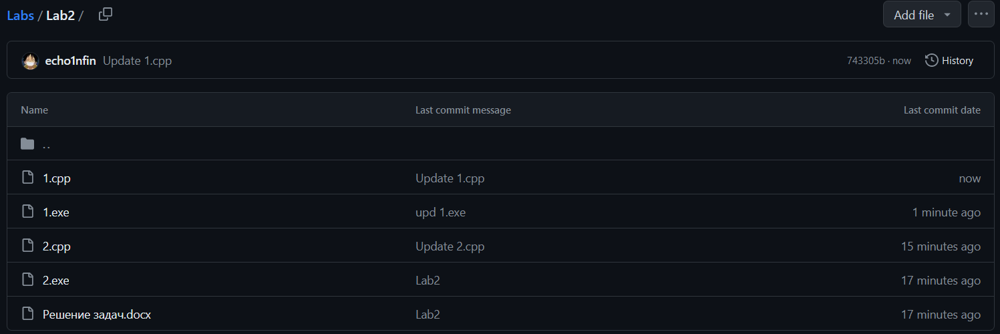 Labs / Lab2 / Add file ...
echo1nfin Update 1.cpp 743305b · now History
Name Last commit message Last commit date
..
1.cpp Update 1.cpp now
1.exe upd 1.exe 1 minute ago
2.cpp Update 2.cpp 15 minutes ago
2.exe Lab2 17 minutes ago
Решение задач.docx Lab2 17 minutes ago